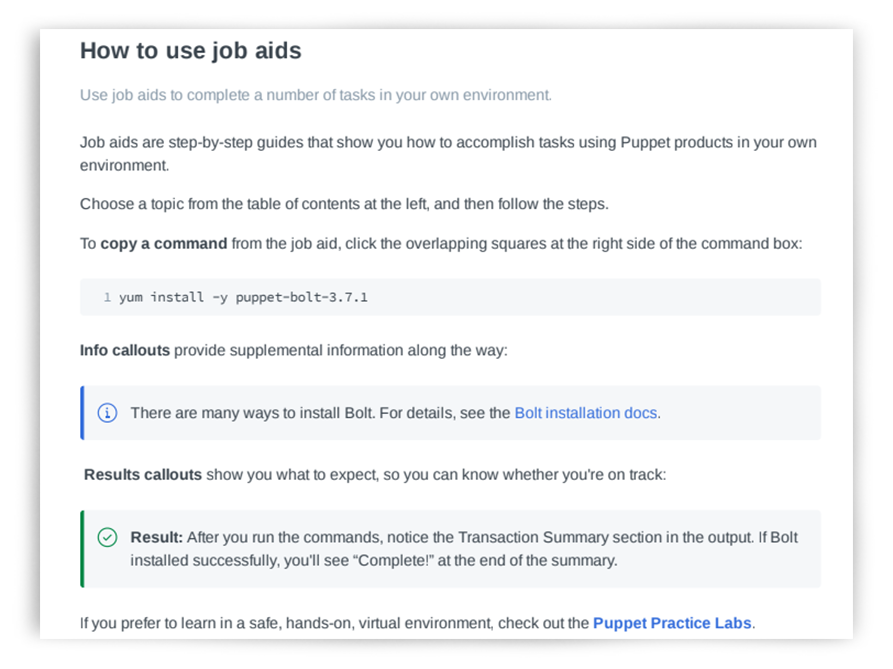 How to use job aids
Use job aids to complete a number of tasks in your own environment.
Job aids are step-by-step guides that show you how to accomplish tasks using Puppet products in your own
environment.
Choose a topic from the table of contents at the left, and then follow the steps.
To copy a command from the job aid, click the overlapping squares at the right side of the command box:
1 yum install -y puppet-bolt-3.7.1
Info callouts provide supplemental information along the way:
There are many ways to install Bolt. For details, see the Bolt installation docs.
Results callouts show you what to expect, so you can know whether you're on track:
Result: After you run the commands, notice the Transaction Summary section in the output. If Bolt
installed successfully, you'll see “Complete!” at the end of the summary.
If you prefer to learn in a safe, hands-on, virtual environment, check out the Puppet Practice Labs.